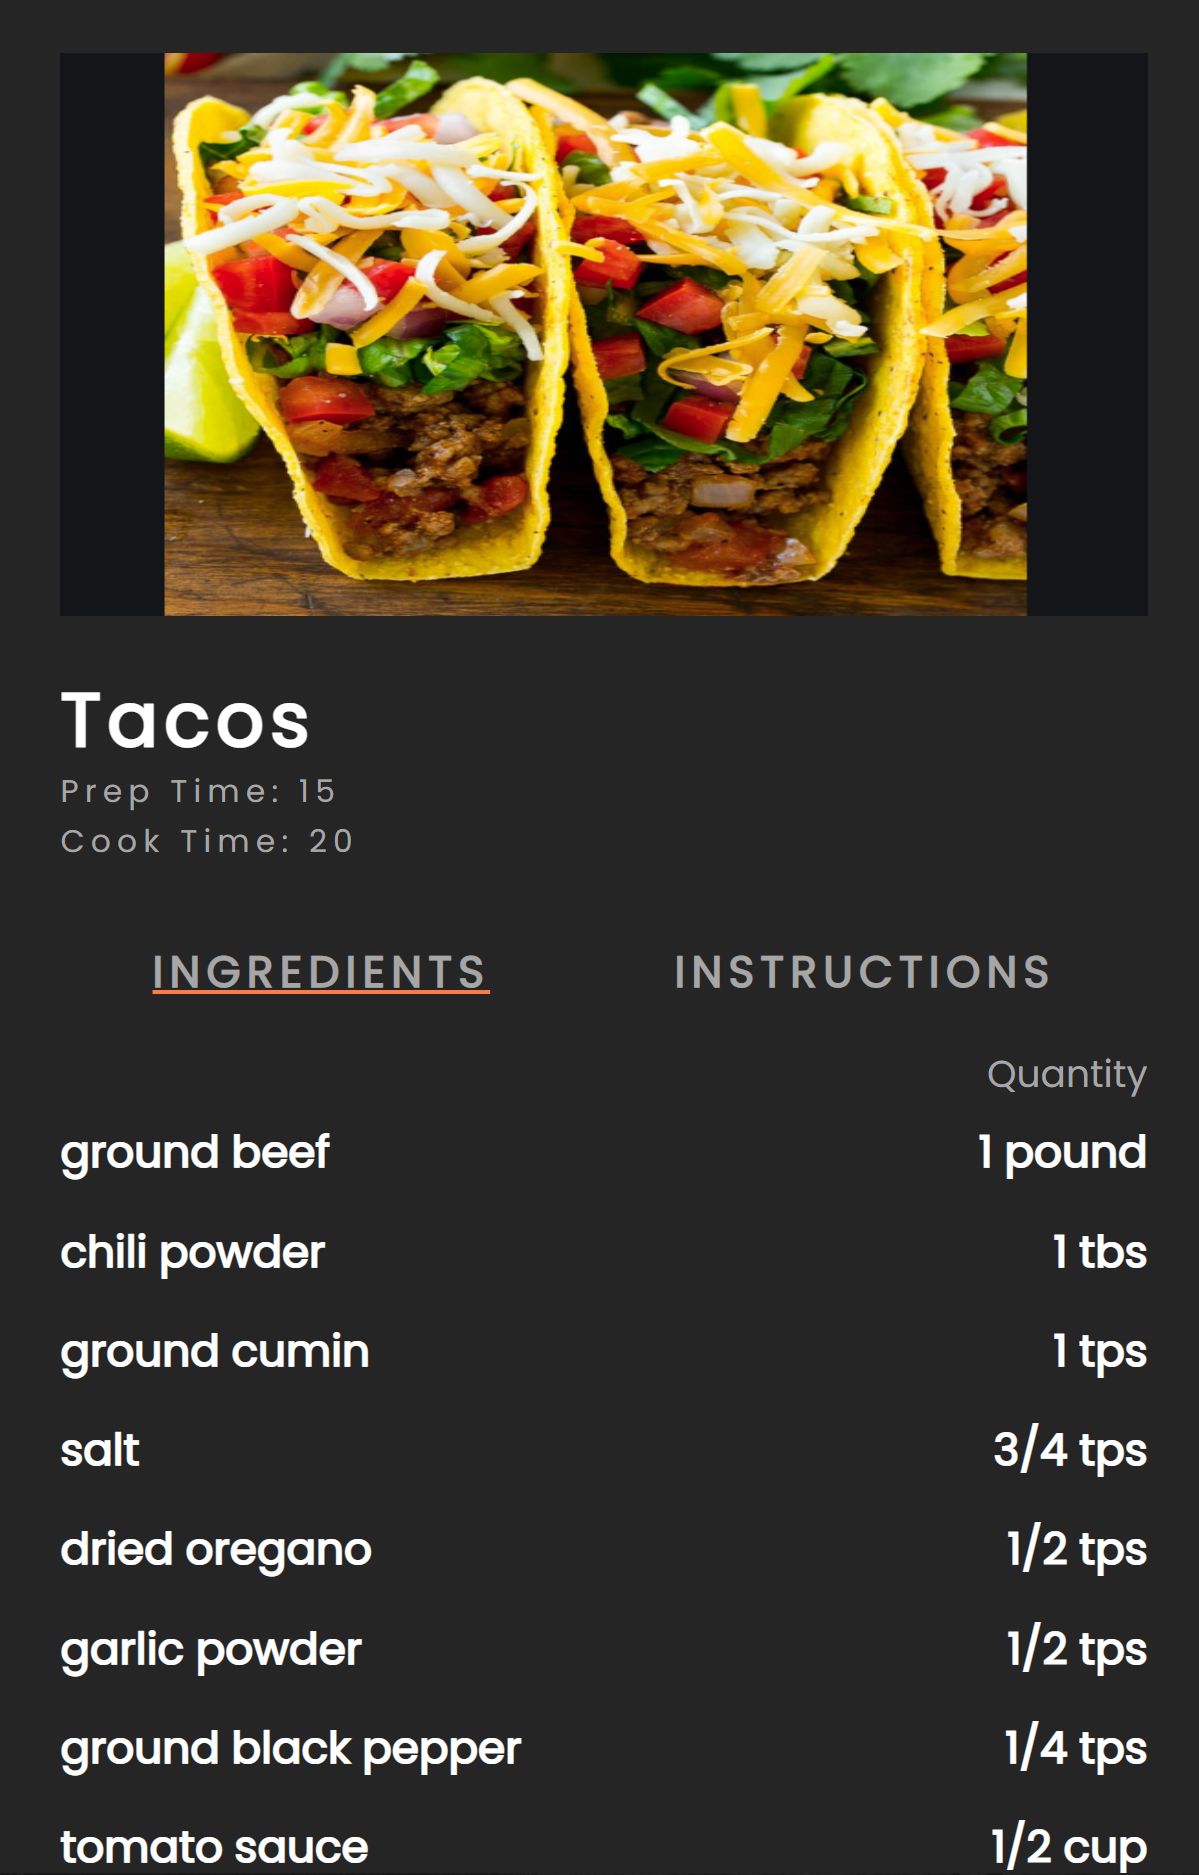 Tacos
Prep Time: 15
Cook Time: 20
INGREDIENTS INSTRUCTIONS
Quantity
ground beef 1 pound
chili powder 1 tbs
ground cumin 1 tps
salt 3/4 tps
dried oregano 1/2 tps
garlic powder 1/2 tps
ground black pepper 1/4 tps
tomato sauce 1/2 cup